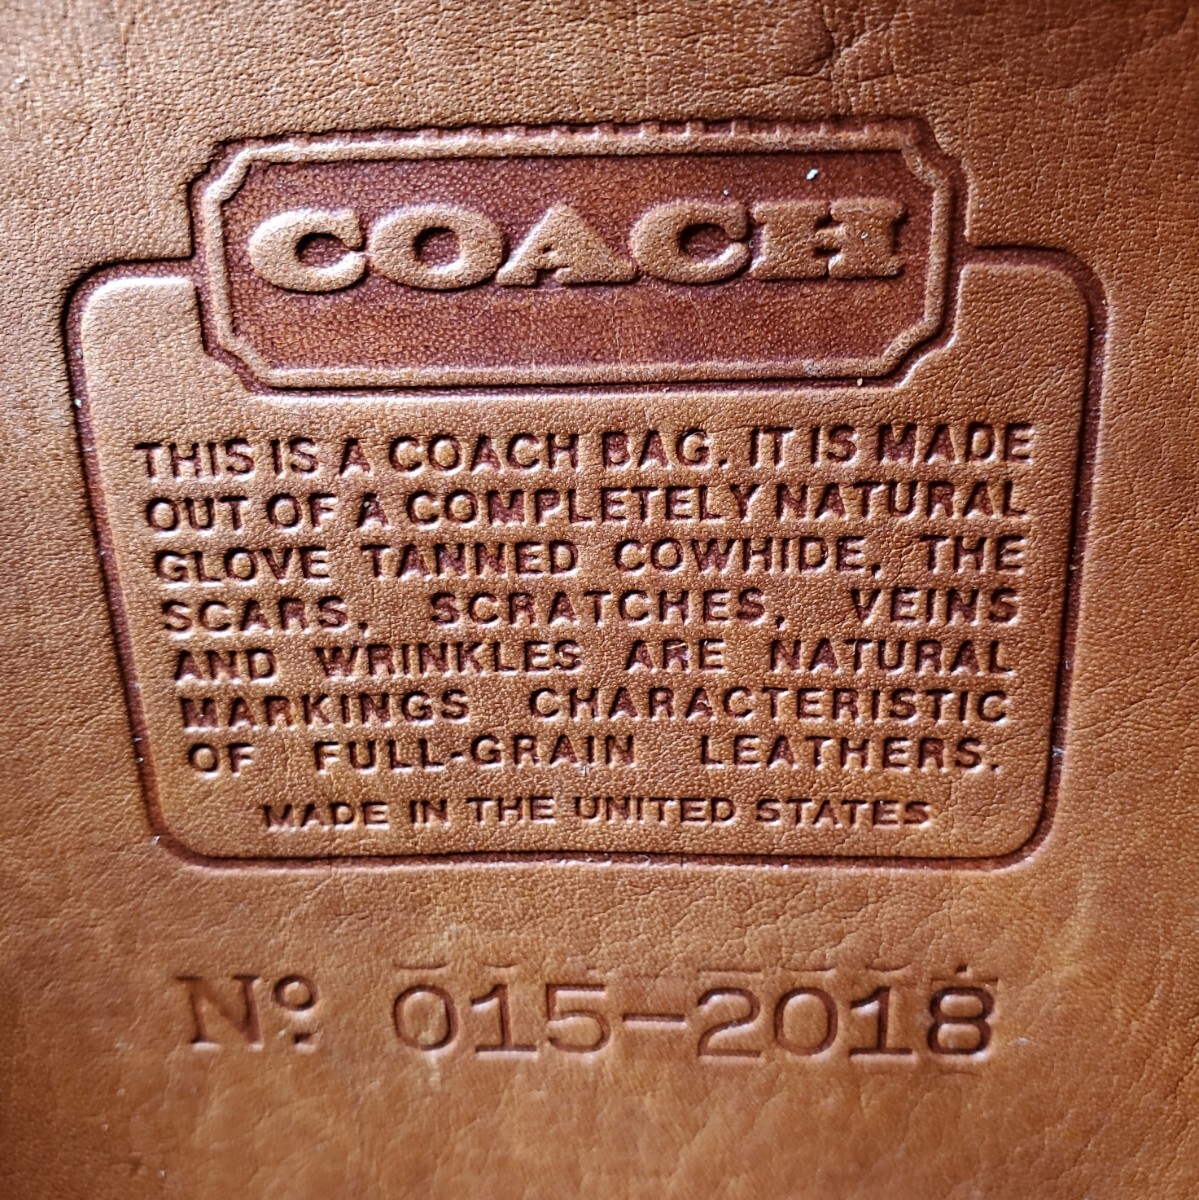 COACH
THIS IS A COACH BAG. IT IS MADE
OUT OF A COMPLETELY NATURAL
GLOVE TANNED COWHIDE, THE
SCARS, SCRATCHES, VEINS
AND WRINKLES ARE NATURAL
MARKINGS CHARACTERISTIC
OF FULL-GRAIN LEATHERS.
MADE IN THE UNITED STATES
Nº: 015-2018